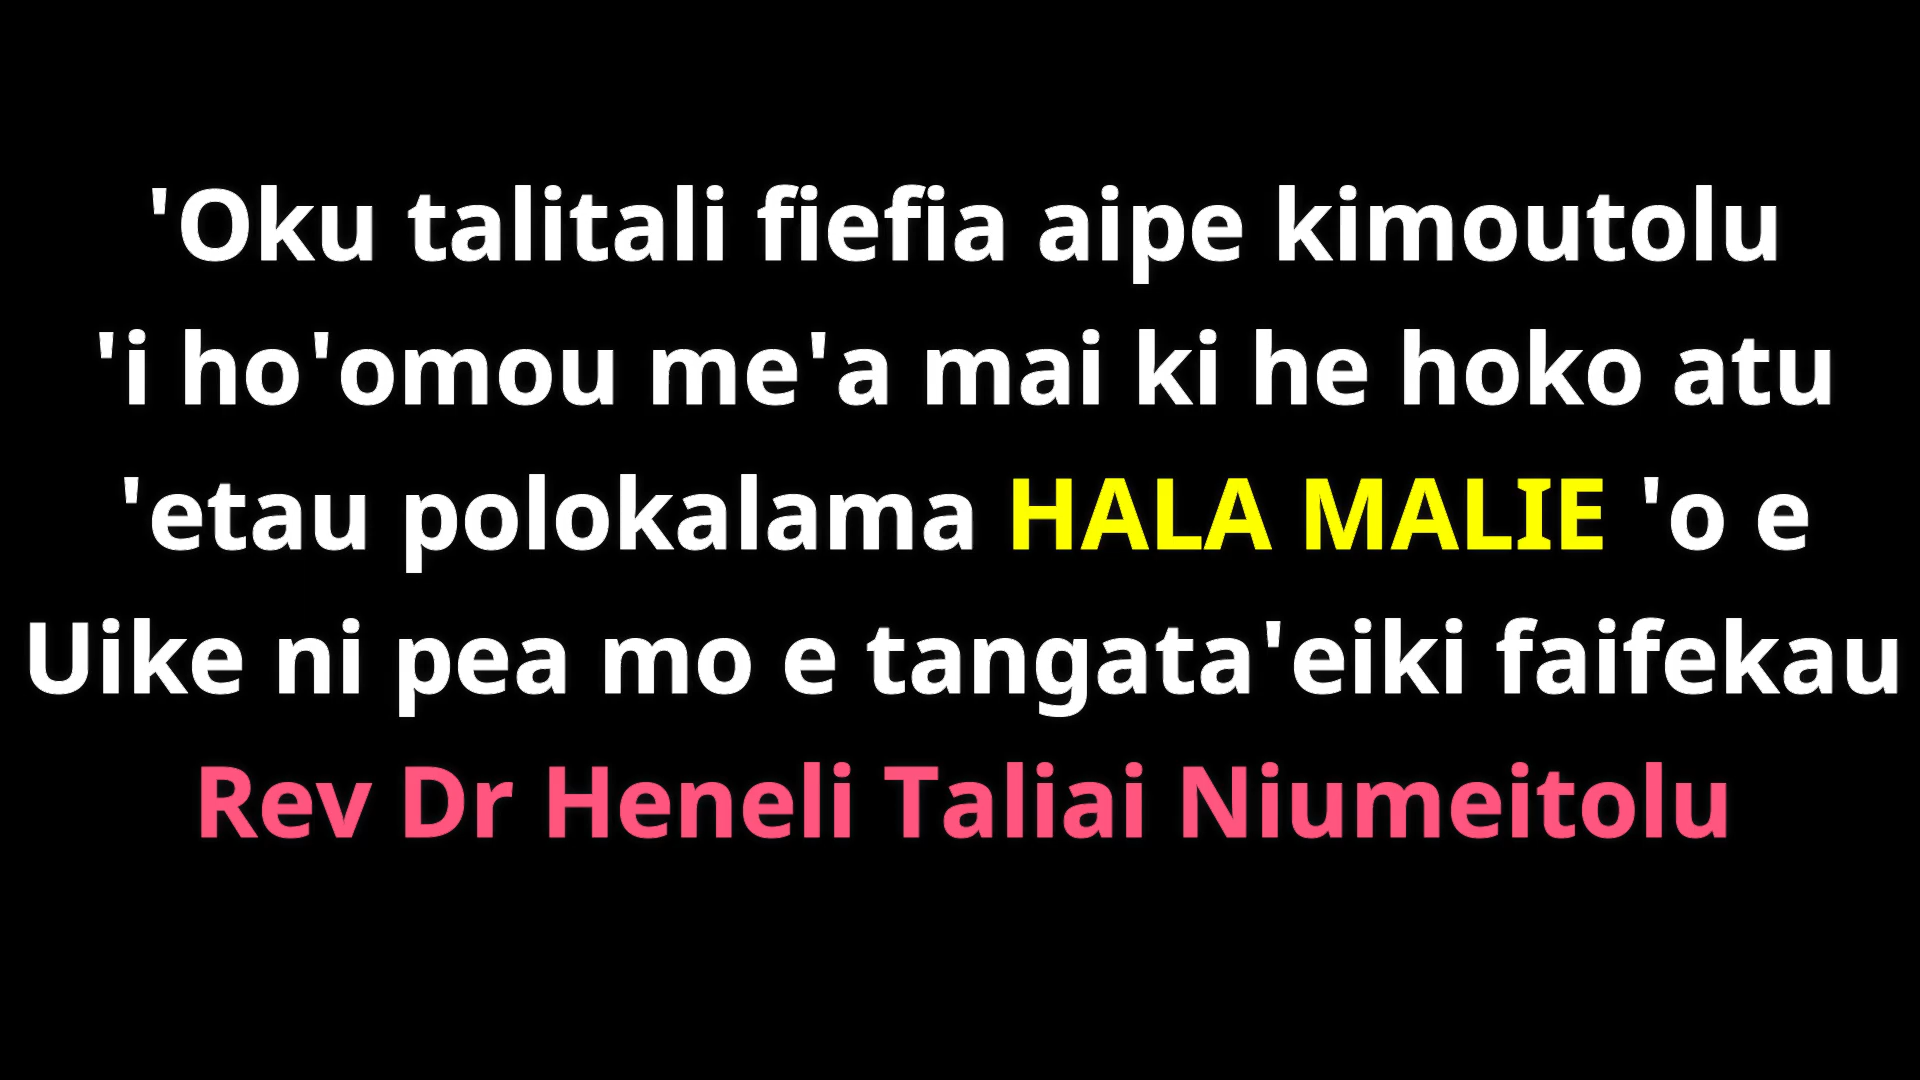 'Oku talitali fiefia aipe kimoutolu
'i ho'omou me'a mai ki he hoko atu
'etau polokalama HALA MALIE 'o e
Uike ni pea mo e tangata'eiki faifekau
Rev Dr Heneli Taliai Niumeitolu